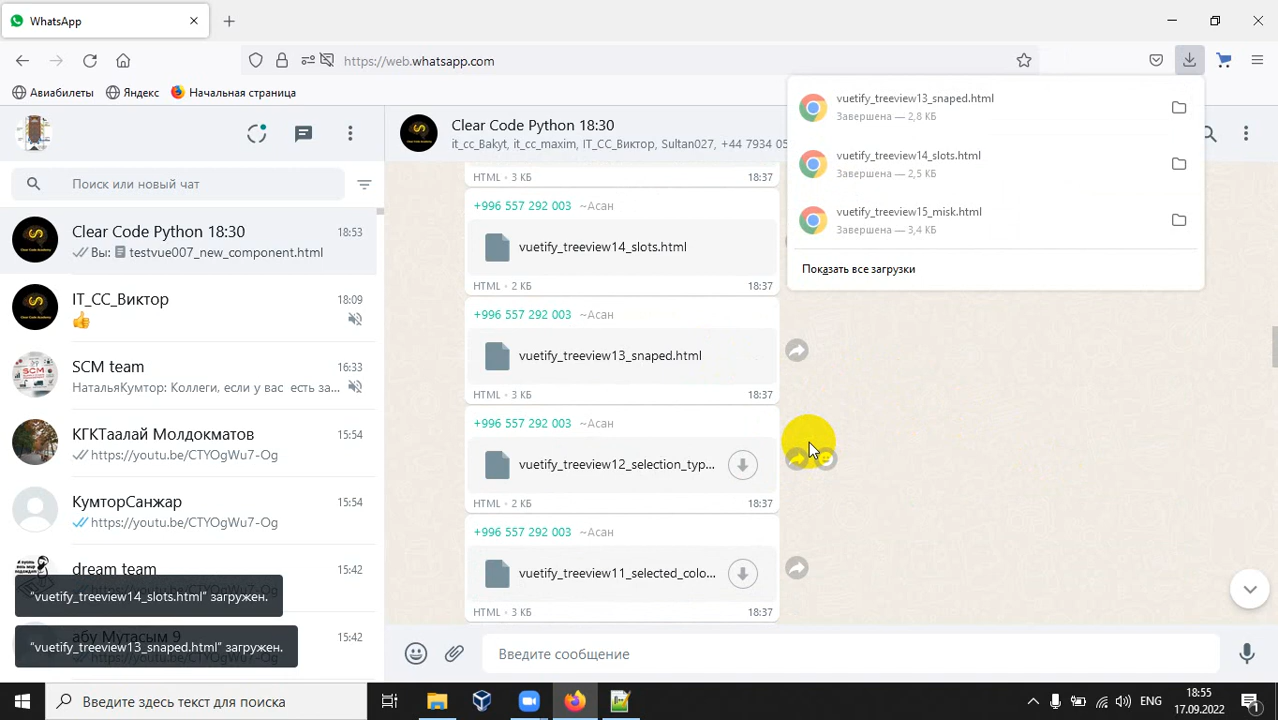 WhatsApp
https://web.whatsapp.com
Авиабилеты
Яндекс
Начальная страница
Поиск или новый чат
Clear Code Python 18:30
18:53
Вы: testvue007_new_component.html
IT_CC_Виктор
18:09
👍
SCM team
16:33
НатальяКумтор: Коллеги, если у вас есть за...
КГКТаалай Молдокматов
15:54
https://youtu.be/CTYOgWu7-Og
КумторСанжар
15:54
https://youtu.be/CTYOgWu7-Og
dream team
15:42
"vuetify_treeview14_slots.html" загружен.
абу Мутасым 9
15:42
"vuetify_treeview13_snaped.html" загружен.
Clear Code Python 18:30
it_cc_Bakyt, it_cc_maxim, IT_CC_Виктор, Sultan027, +44 7934 05
HTML • 3 КБ
18:37
+996 557 292 003 ~Асан
vuetify_treeview14_slots.html
HTML • 2 КБ
18:37
+996 557 292 003 ~Асан
vuetify_treeview13_snaped.html
HTML • 3 КБ
18:37
+996 557 292 003 ~Асан
vuetify_treeview12_selection_typ...
HTML • 2 КБ
18:37
+996 557 292 003 ~Асан
vuetify_treeview11_selected_colo...
HTML • 3 КБ
18:37
Введите сообщение
vuetify_treeview13_snaped.html
Завершена — 2,8 КБ
vuetify_treeview14_slots.html
Завершена — 2,5 КБ
vuetify_treeview15_misk.html
Завершена — 3,4 КБ
Показать все загрузки
Введите здесь текст для поиска
ENG
18:55
17.09.2022